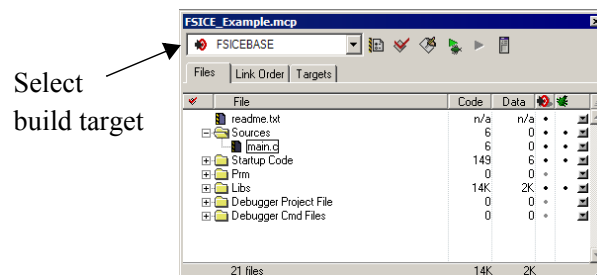 FSICE_Example.mcp
FSICEBASE
Select
build target
Files Link Order Targets
File Code Data
readme.txt n/a n/a
Sources 6 0
main.c 6 0
Startup Code 149 6
Prm 0 0
Libs 14K 2K
Debugger Project File 0 0
Debugger Cmd Files 0 0
21 files 14K 2K